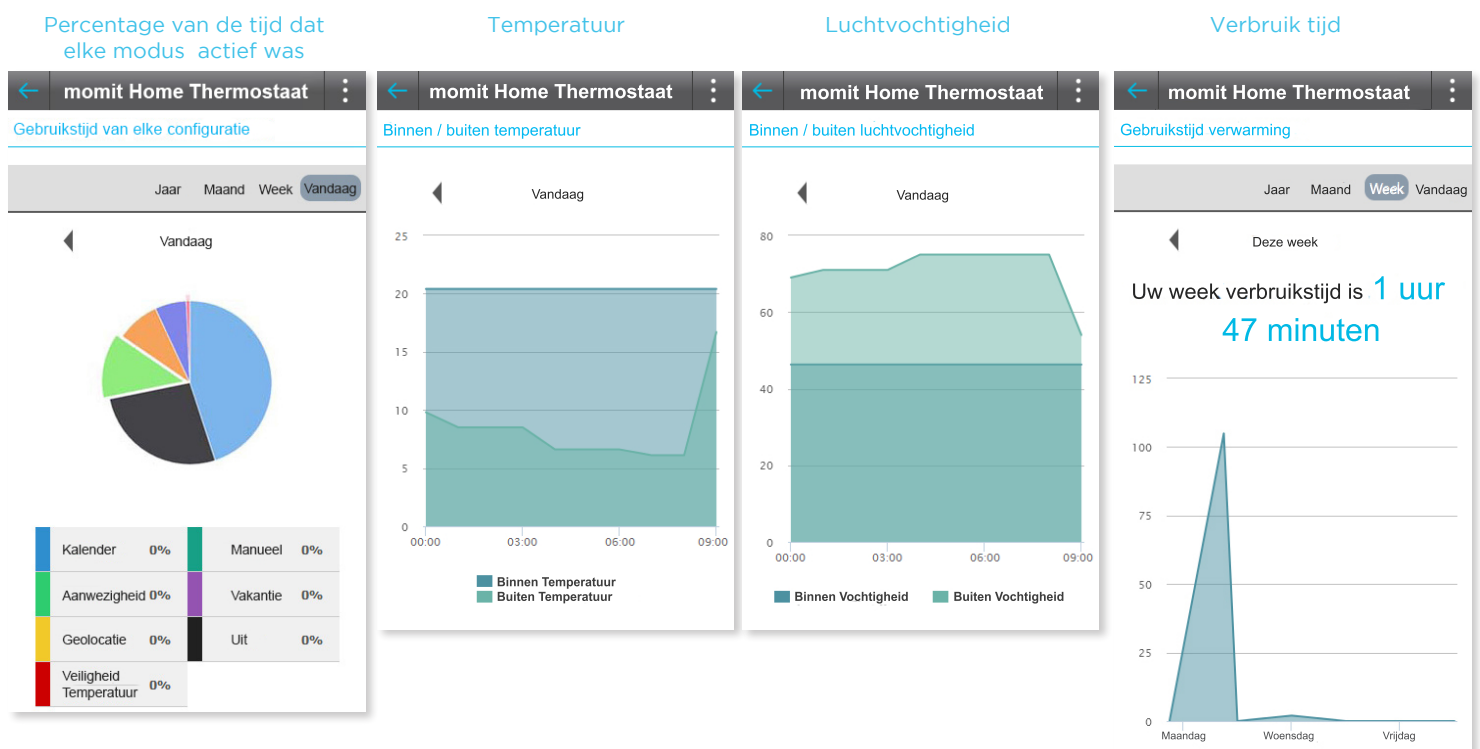 Percentage van de tijd dat
elke modus actief was
momit Home Thermostaat
Gebruikstijd van elke configuratie
Jaar Maand Week Vandaag
Vandaag
Kalender 0% Manueel 0%
Aanwezigheid 0% Vakantie 0%
Geolocatie 0% Uit 0%
Veiligheid
Temperatuur 0%
Temperatuur
momit Home Thermostaat
Binnen / buiten temperatuur
Vandaag
25
20
15
10
5
0
00:00 03:00 06:00 09:00
Binnen Temperatuur
Buiten Temperatuur
Luchtvochtigheid
momit Home Thermostaat
Binnen / buiten luchtvochtigheid
Vandaag
80
60
40
20
0
00:00 03:00 06:00 09:00
Binnen Vochtigheid Buiten Vochtigheid
Verbruik tijd
momit Home Thermostaat
Gebruikstijd verwarming
Jaar Maand Week Vandaag
Deze week
Uw week verbruikstijd is 1 uur
47 minuten
125
100
75
50
25
0
Maandag Woensdag Vrijdag